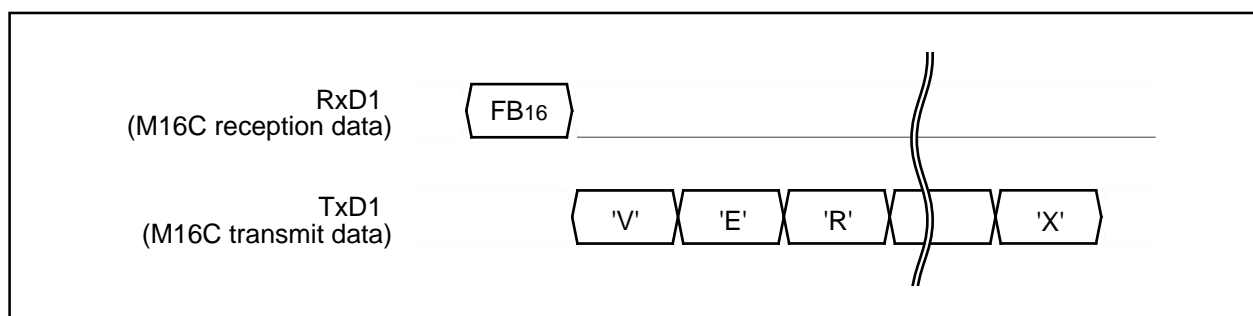 RxD1
(M16C reception data)
FB16
TxD1
(M16C transmit data)
'V' 'E' 'R' 'X'